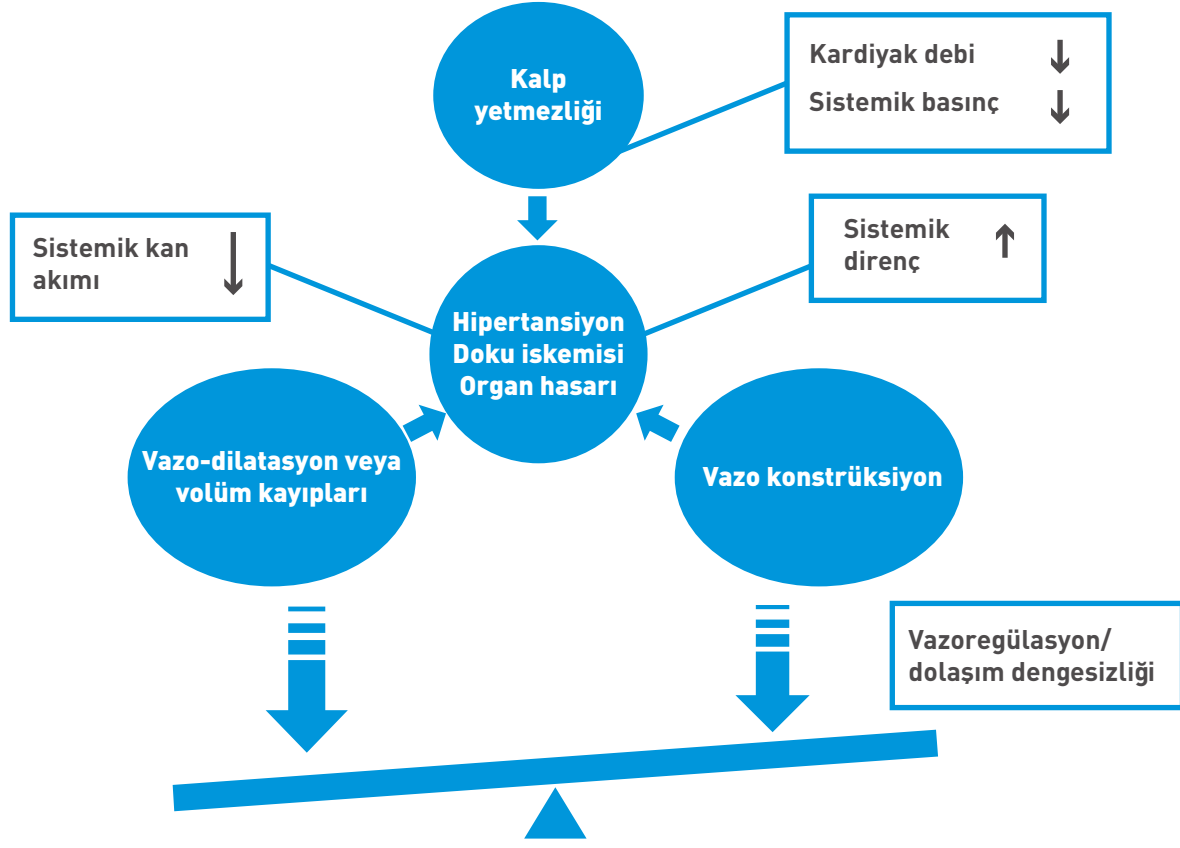 Kalp
yetmezliği
Kardiyak debi ↓
Sistemik basınç ↓
Sistemik kan ↓
akımı
Sistemik ↑
direnç
Hipertansiyon
Doku iskemisi
Organ hasarı
Vazo-dilatasyon veya
volüm kayıpları
Vazo konstrüksiyon
Vazoregülasyon/
dolaşım dengesizliği